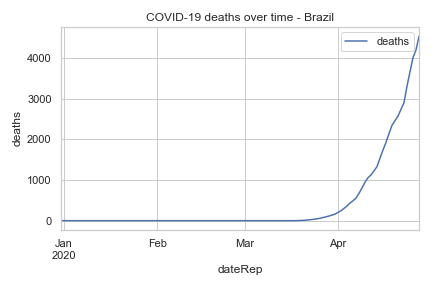 COVID-19 deaths over time - Brazil
deaths
4000
3000
2000
1000
0
deaths
Jan
2020
Feb
Mar
Apr
dateRep